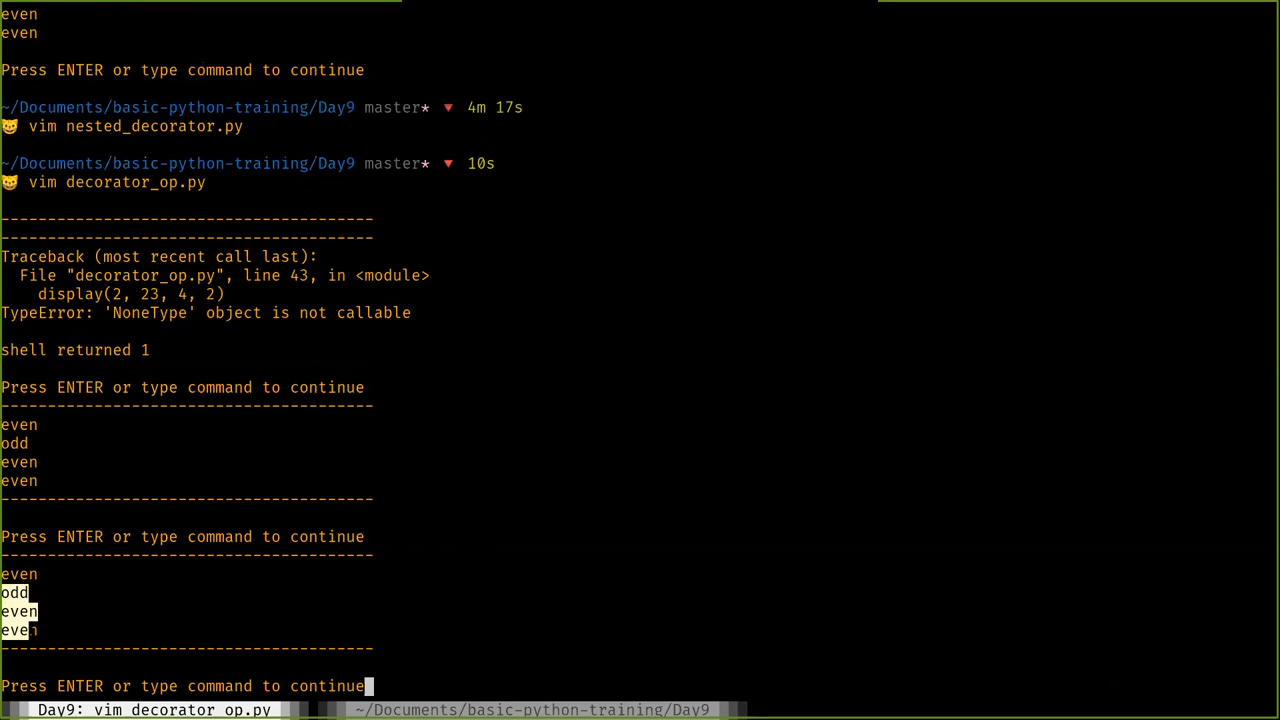 even
even
Press ENTER or type command to continue
~/Documents/basic-python-training/Day9 master* 4m 17s
vim nested_decorator.py
~/Documents/basic-python-training/Day9 master* 10s
vim decorator_op.py
----------------------------------------
----------------------------------------
Traceback (most recent call last):
  File "decorator_op.py", line 43, in <module>
    display(2, 23, 4, 2)
TypeError: 'NoneType' object is not callable
shell returned 1
Press ENTER or type command to continue
----------------------------------------
even
odd
even
even
----------------------------------------
Press ENTER or type command to continue
----------------------------------------
even
odd
even
even
----------------------------------------
Press ENTER or type command to continue
Day9: vim decorator_op.py ~/Documents/basic-python-training/Day9